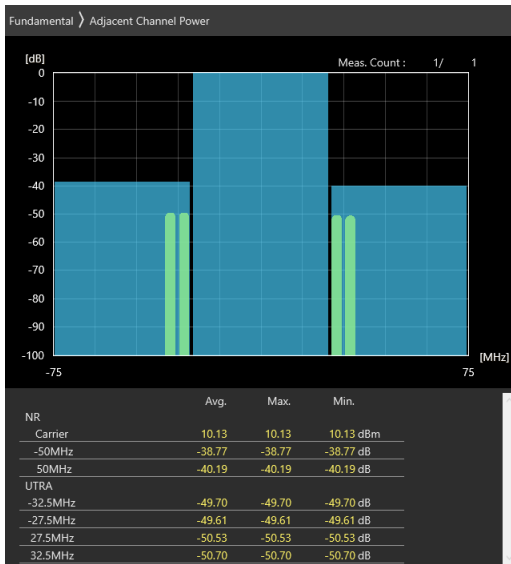 Fundamental 〉 Adjacent Channel Power
[dB]
Meas. Count : 1/ 1
0
-10
-20
-30
-40
-50
-60
-70
-80
-90
-100
[MHz]
-75 75
Avg. Max. Min.
NR
Carrier 10.13 10.13 10.13 dBm
-50MHz -38.77 -38.77 -38.77 dB
50MHz -40.19 -40.19 -40.19 dB
UTRA
-32.5MHz -49.70 -49.70 -49.70 dB
-27.5MHz -49.61 -49.61 -49.61 dB
27.5MHz -50.53 -50.53 -50.53 dB
32.5MHz -50.70 -50.70 -50.70 dB